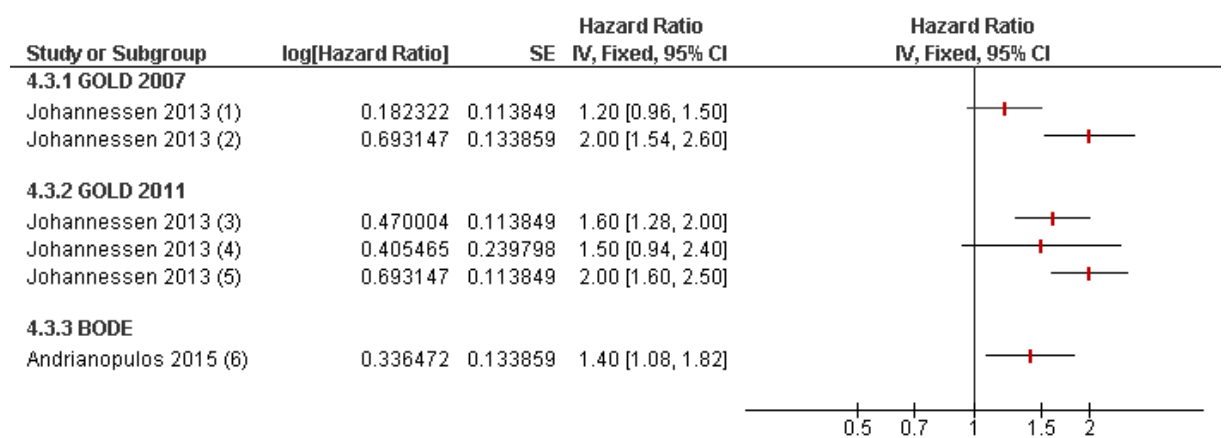 Hazard Ratio Hazard Ratio
Study or Subgroup log[Hazard Ratio] SE IV, Fixed, 95% CI IV, Fixed, 95% CI
4.3.1 GOLD 2007
Johannessen 2013 (1) 0.182322 0.113849 1.20 [0.96, 1.50]
Johannessen 2013 (2) 0.693147 0.133859 2.00 [1.54, 2.60]
4.3.2 GOLD 2011
Johannessen 2013 (3) 0.470004 0.113849 1.60 [1.28, 2.00]
Johannessen 2013 (4) 0.405465 0.239798 1.50 [0.94, 2.40]
Johannessen 2013 (5) 0.693147 0.113849 2.00 [1.60, 2.50]
4.3.3 BODE
Andrianopulos 2015 (6) 0.336472 0.133859 1.40 [1.08, 1.82]
0.5 0.7 1 1.5 2